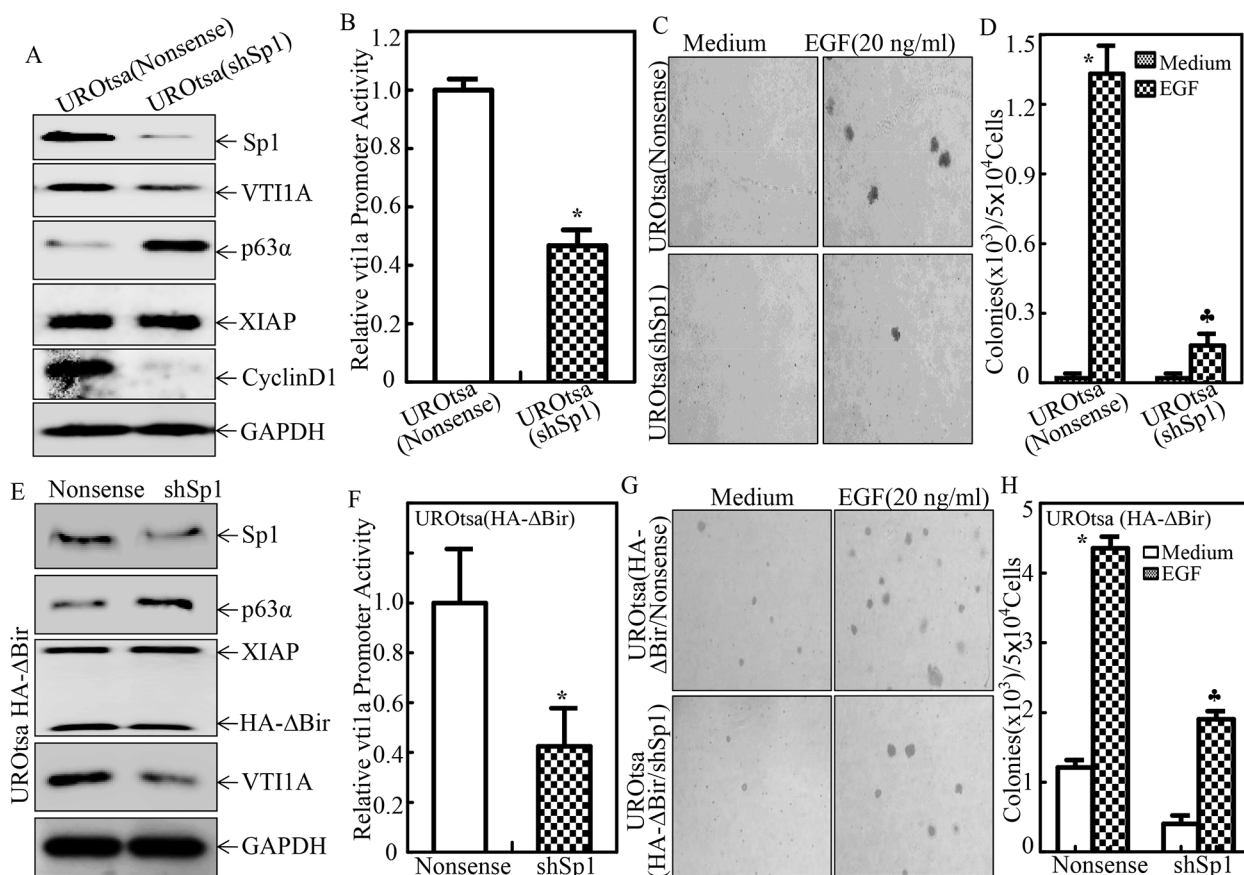 A
UROtsa(Nonsense)
UROtsa(shSp1)
Sp1
VTI1A
p63α
XIAP
CyclinD1
GAPDH
B
Relative vti1a Promoter Activity
1.2
1.0
0.8
0.6
0.4
0.2
0
*
UROtsa
(Nonsense)
UROtsa
(shSp1)
C
Medium
EGF(20 ng/ml)
UROtsa(Nonsense)
UROtsa(shSp1)
D
Colonies(x10³)/5x10⁴Cells
1.5
1.2
0.9
0.6
0.3
0
*
Medium
EGF
♣
UROtsa
(Nonsense)
UROtsa
(shSp1)
E
Nonsense shSp1
UROtsa HA-ΔBir
Sp1
p63α
XIAP
HA-ΔBir
VTI1A
GAPDH
F
UROtsa(HA-ΔBir)
Relative vti1a Promoter Activity
1.0
0.8
0.6
0.4
0.2
0
*
Nonsense
shSp1
G
Medium
EGF(20 ng/ml)
UROtsa(HA-
ΔBir/Nonsense)
UROtsa
(HA-ΔBir/shSp1)
H
UROtsa (HA-ΔBir)
*
Medium
EGF
Colonies(x10³)/5x10⁴Cells
5
4
3
2
1
0
♣
Nonsense
shSp1